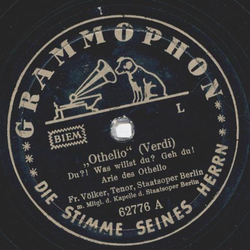 GRAMMOPHON
BIEM
L
„Othello“ (Verdi)
Du?! Was willst du? Geh du!
Arie des Othello
Fr. Völker, Tenor, Staatsoper Berlin
m. Mitgl. d. Kapelle d. Staatsoper Berlin
62776 A
DIE STIMME SEINES HERRN